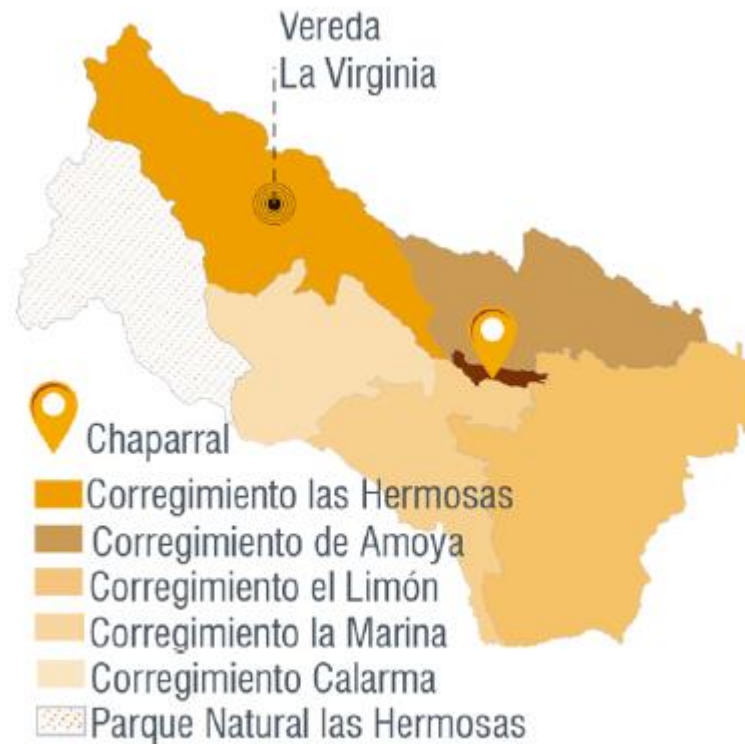 Vereda
La Virginia
Chaparral
Corregimiento las Hermosas
Corregimiento de Amoya
Corregimiento el Limón
Corregimiento la Marina
Corregimiento Calarma
Parque Natural las Hermosas